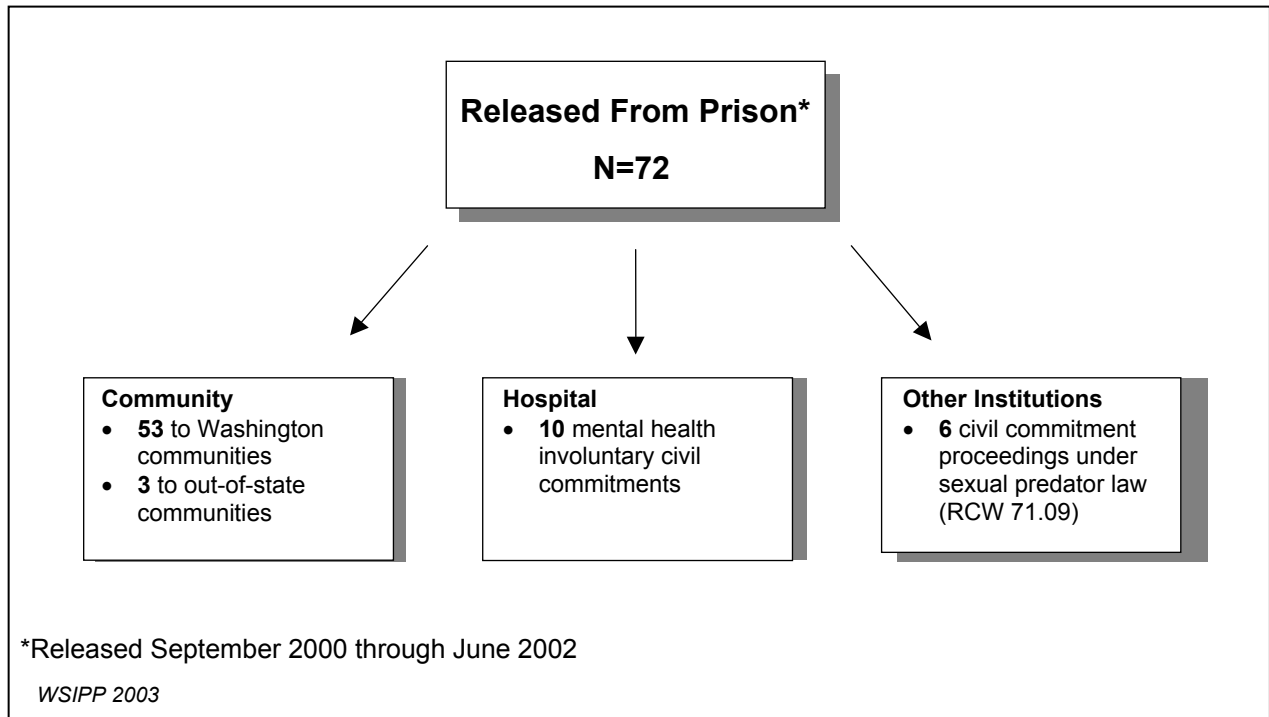 Released From Prison*
N=72
Community
• 53 to Washington
communities
• 3 to out-of-state
communities
Hospital
• 10 mental health
involuntary civil
commitments
Other Institutions
• 6 civil commitment
proceedings under
sexual predator law
(RCW 71.09)
*Released September 2000 through June 2002
WSIPP 2003